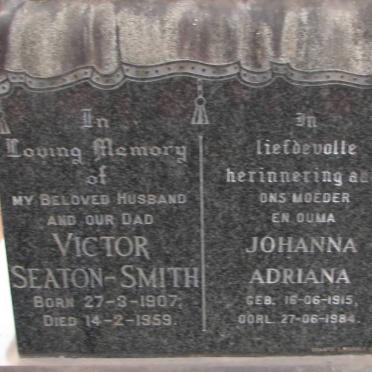 In
Loving Memory
of
MY BELOVED HUSBAND
AND OUR DAD
VICTOR
SEATON-SMITH
BORN 27-3-1907,
DIED 14-2-1959.
In
liefdevolle
herinnering aan
ONS MOEDER
EN OUMA
JOHANNA
ADRIANA
GEB. 16-06-1915,
OORL. 27-06-1984.